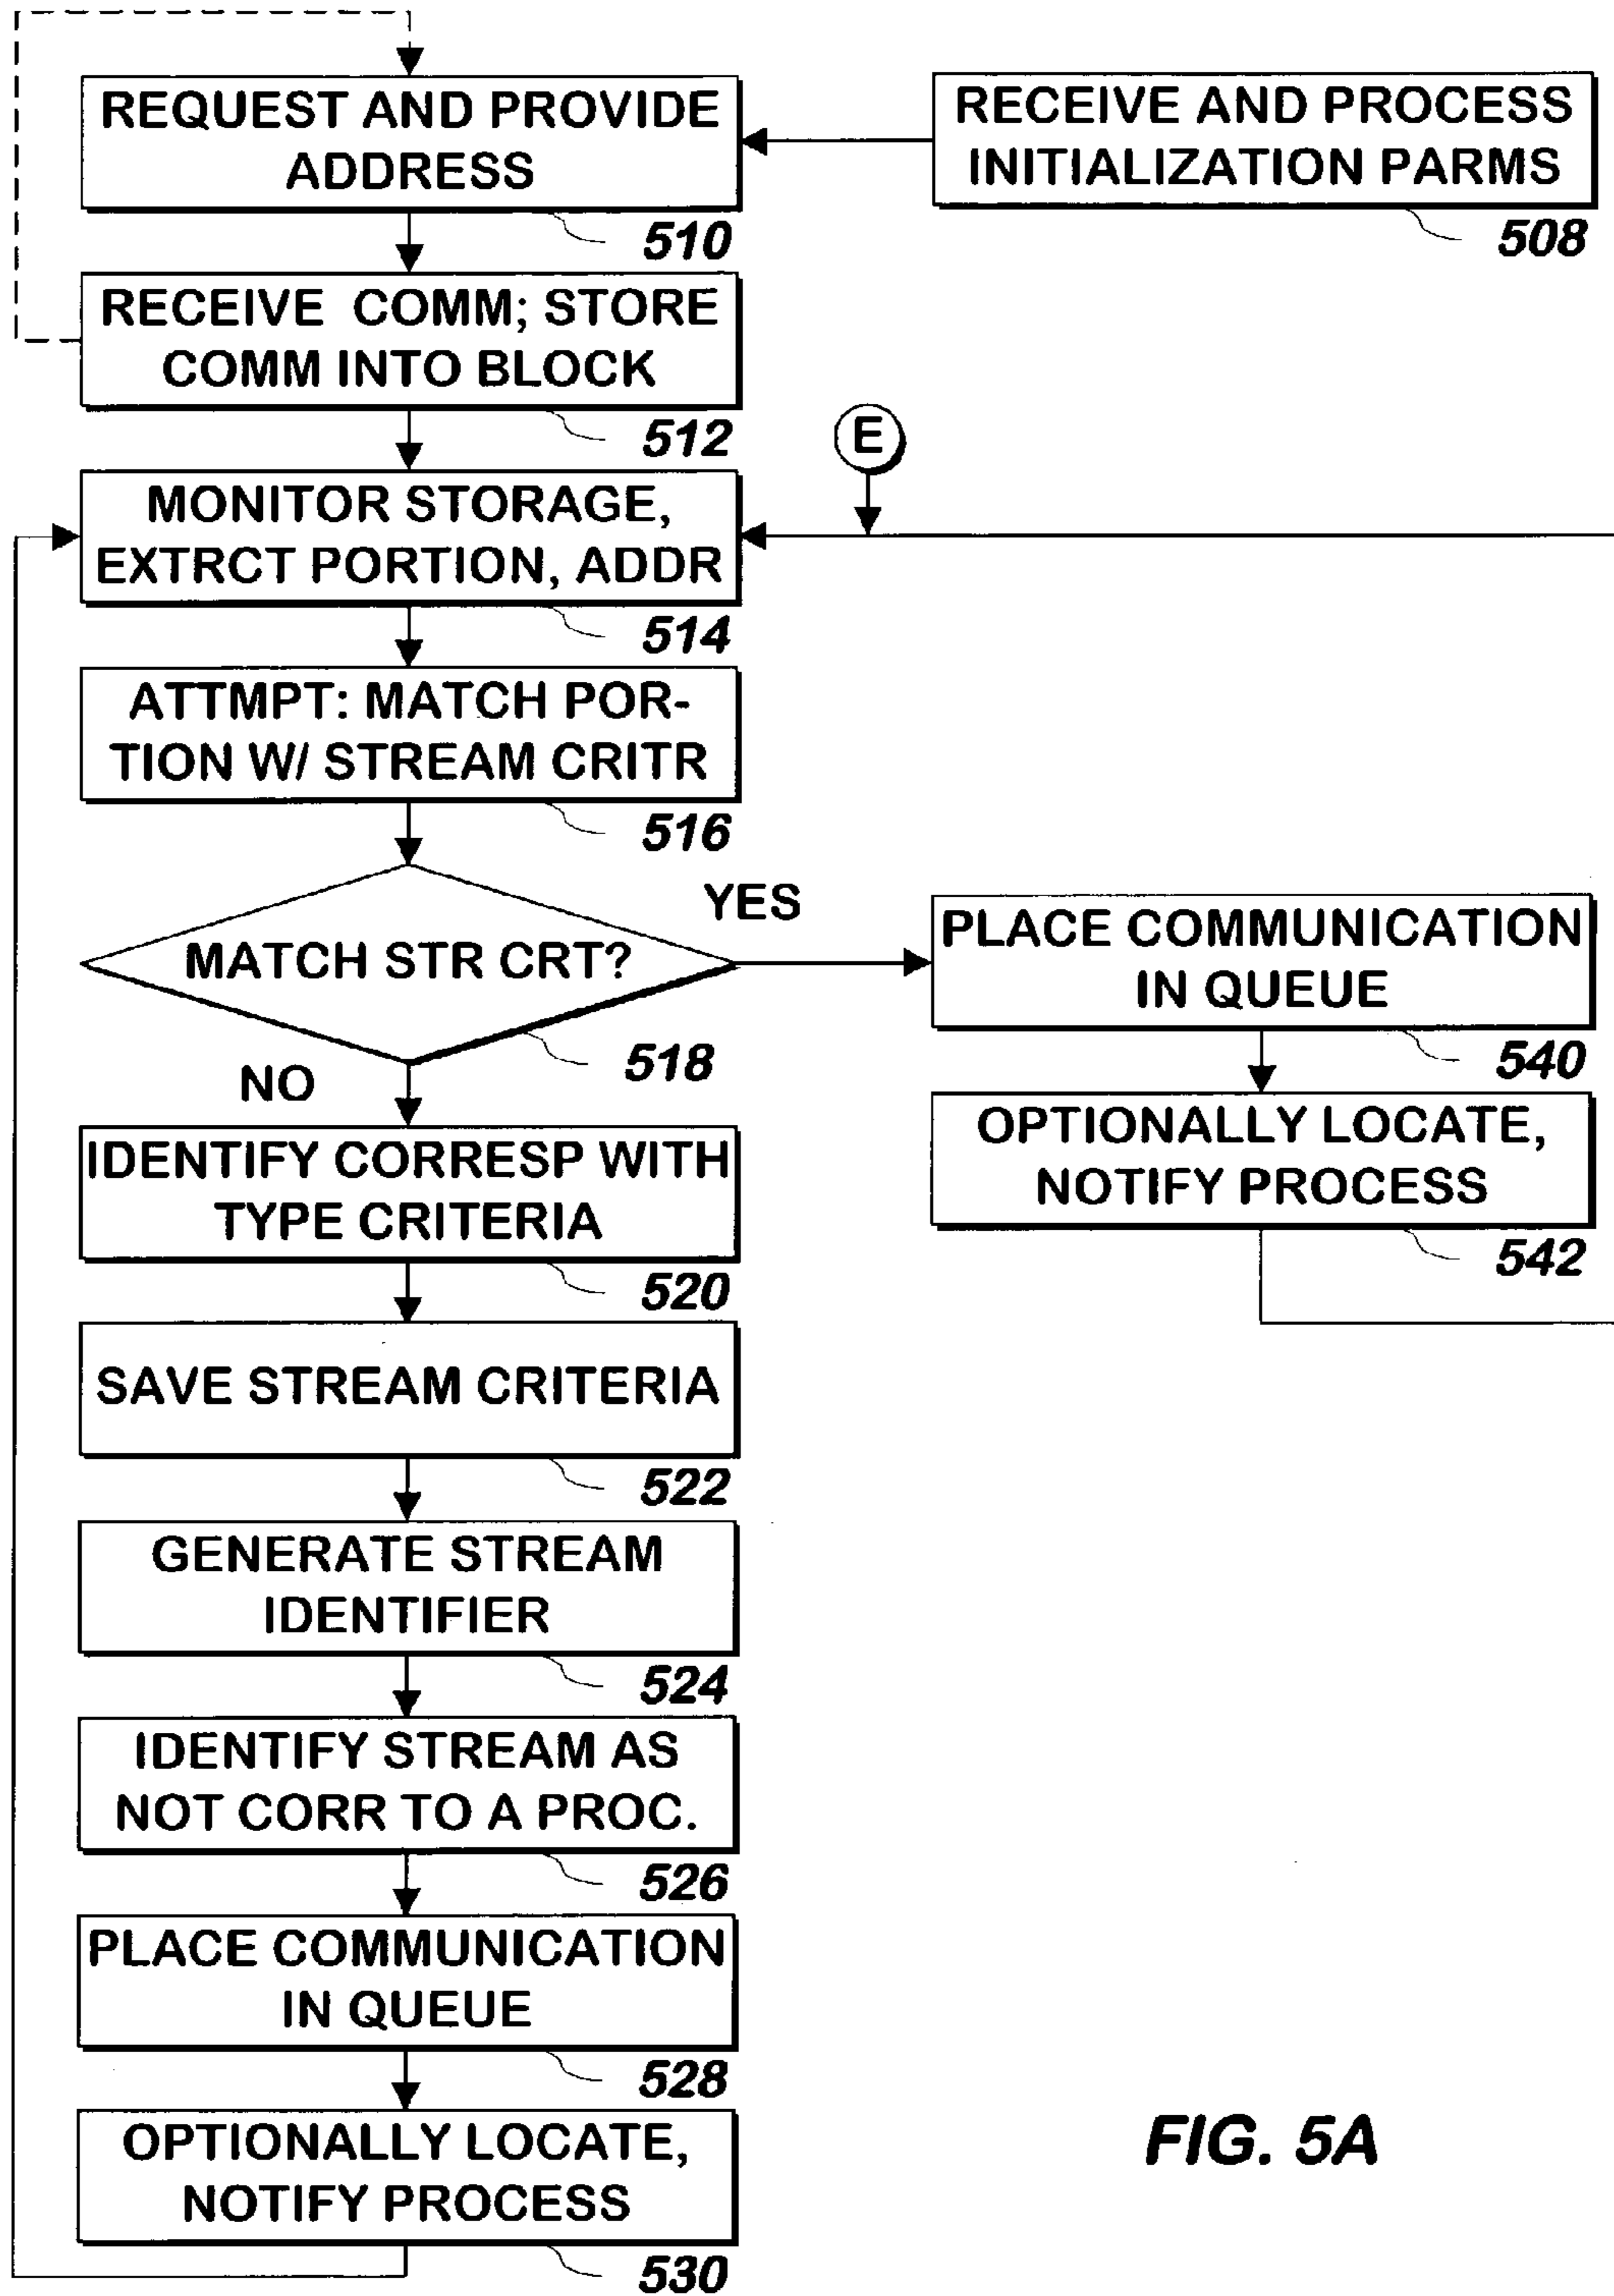 REQUEST AND PROVIDE
ADDRESS
510
RECEIVE AND PROCESS
INITIALIZATION PARMS
508
RECEIVE COMM; STORE
COMM INTO BLOCK
512
E
MONITOR STORAGE,
EXTRCT PORTION, ADDR
514
ATTMPT: MATCH POR-
TION W/ STREAM CRITR
516
MATCH STR CRT?
518
YES
NO
PLACE COMMUNICATION
IN QUEUE
540
OPTIONALLY LOCATE,
NOTIFY PROCESS
542
IDENTIFY CORRESP WITH
TYPE CRITERIA
520
SAVE STREAM CRITERIA
522
GENERATE STREAM
IDENTIFIER
524
IDENTIFY STREAM AS
NOT CORR TO A PROC.
526
PLACE COMMUNICATION
IN QUEUE
528
OPTIONALLY LOCATE,
NOTIFY PROCESS
530
FIG. 5A